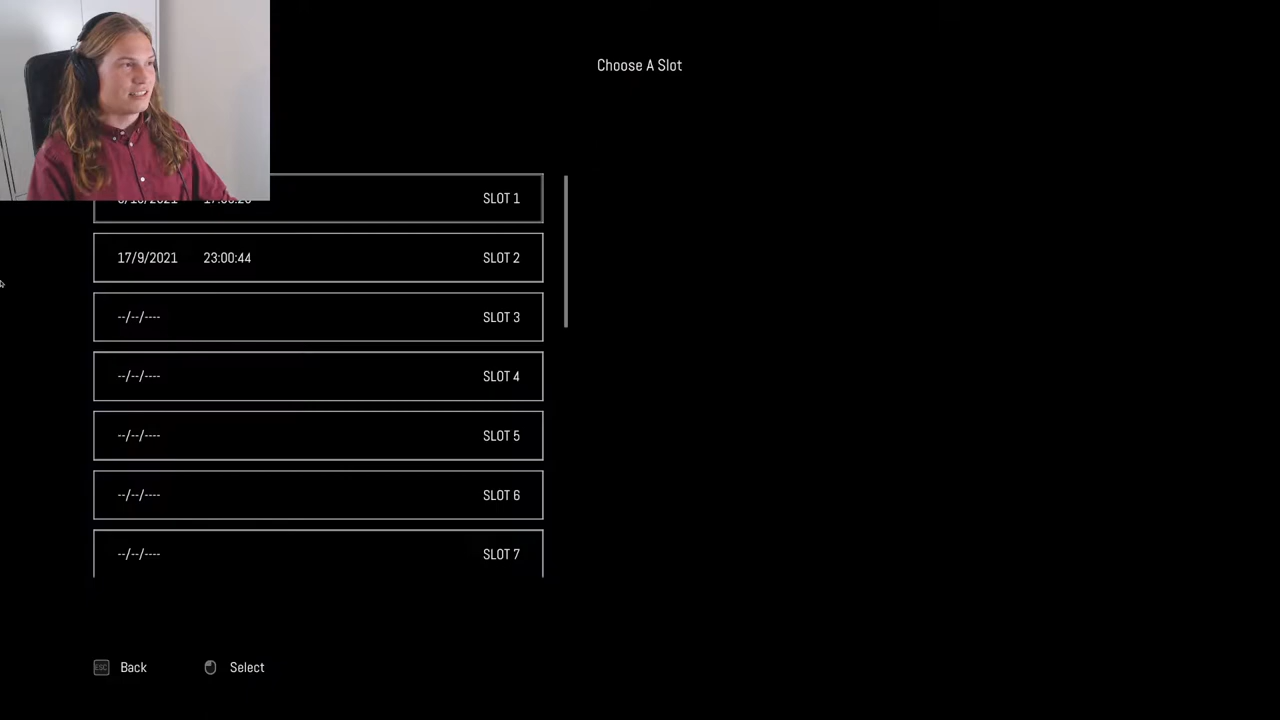 Choose A Slot
SLOT 1
17/9/2021 23:00:44 SLOT 2
--/--/---- SLOT 3
--/--/---- SLOT 4
--/--/---- SLOT 5
--/--/---- SLOT 6
--/--/---- SLOT 7
ESC Back Select